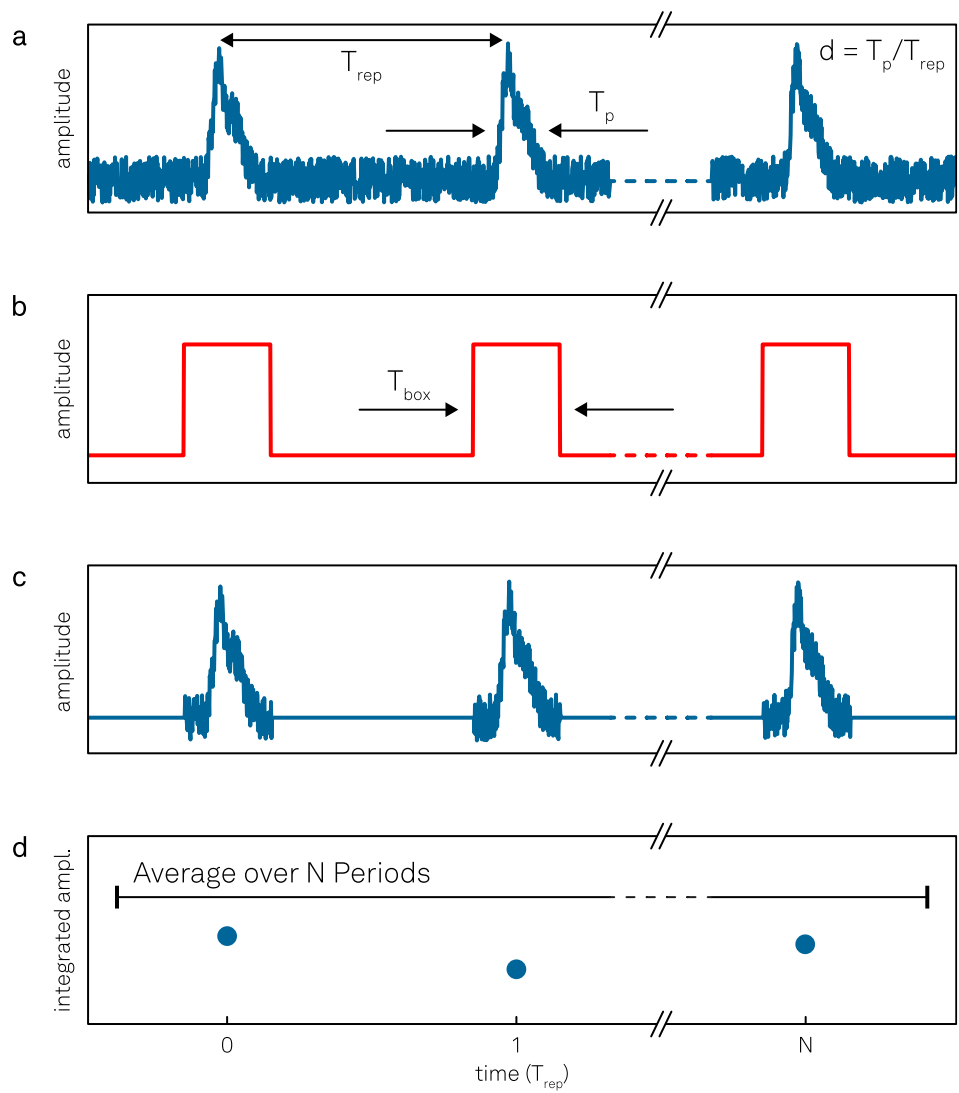 a
amplitude
T_rep
T_p
d = T_p/T_rep
b
amplitude
T_box
c
amplitude
d
integrated ampl.
Average over N Periods
0 1 N
time (T_rep)